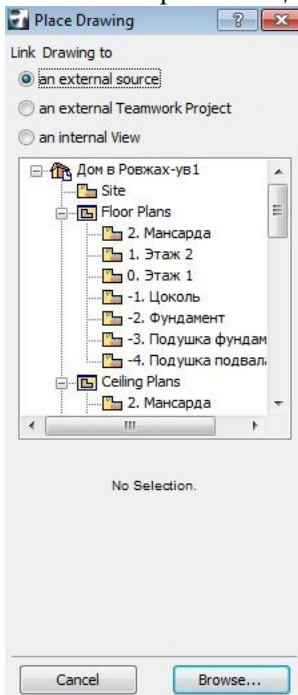 Place Drawing
Link Drawing to
an external source
an external Teamwork Project
an internal View
Дом в Ровжах-ув1
Site
Floor Plans
2. Мансарда
1. Этаж 2
0. Этаж 1
-1. Цоколь
-2. Фундамент
-3. Подушка фундам
-4. Подушка подвал
Ceiling Plans
2. Мансарда
No Selection.
Cancel
Browse...